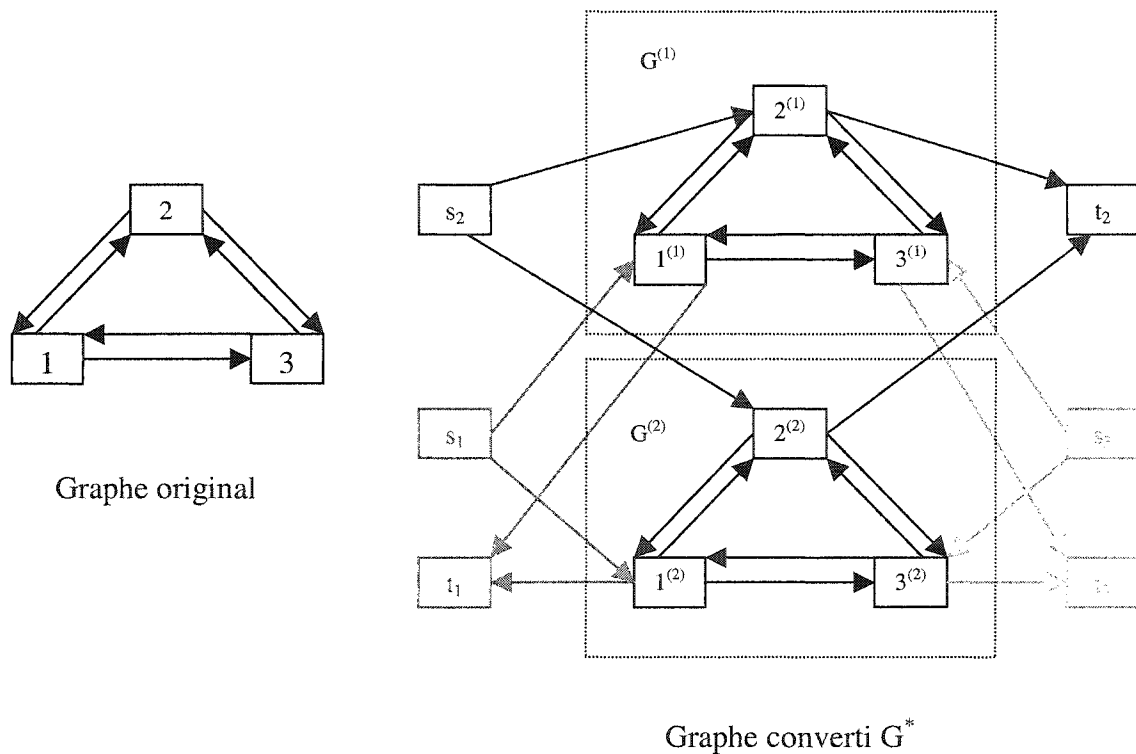 G(1)
2(1)
2
s2
t2
1(1)
3(1)
1
3
G(2)
2(2)
s1
Graphe original
t1
1(2)
3(2)
Graphe converti G*